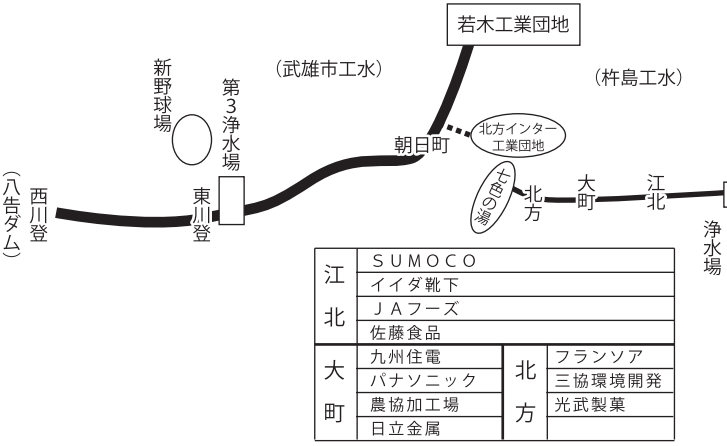 若木工業団地
(武雄市工水)
(杵島工水)
新野球場
第3浄水場
北方インター
工業団地
朝日町
七色の湯
西川登
(八告ダム)
東川登
北方
大町
江北
浄水場
江北
ＳＵＭＯＣＯ
イイダ靴下
ＪＡフーズ
佐藤食品
大町
九州住電
パナソニック
農協加工場
日立金属
北方
フランソア
三協環境開発
光武製菓